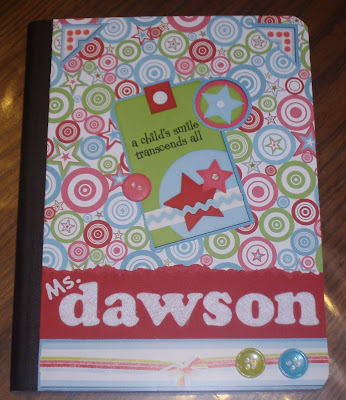 a child's smile
transcends all
Ms.
dawson